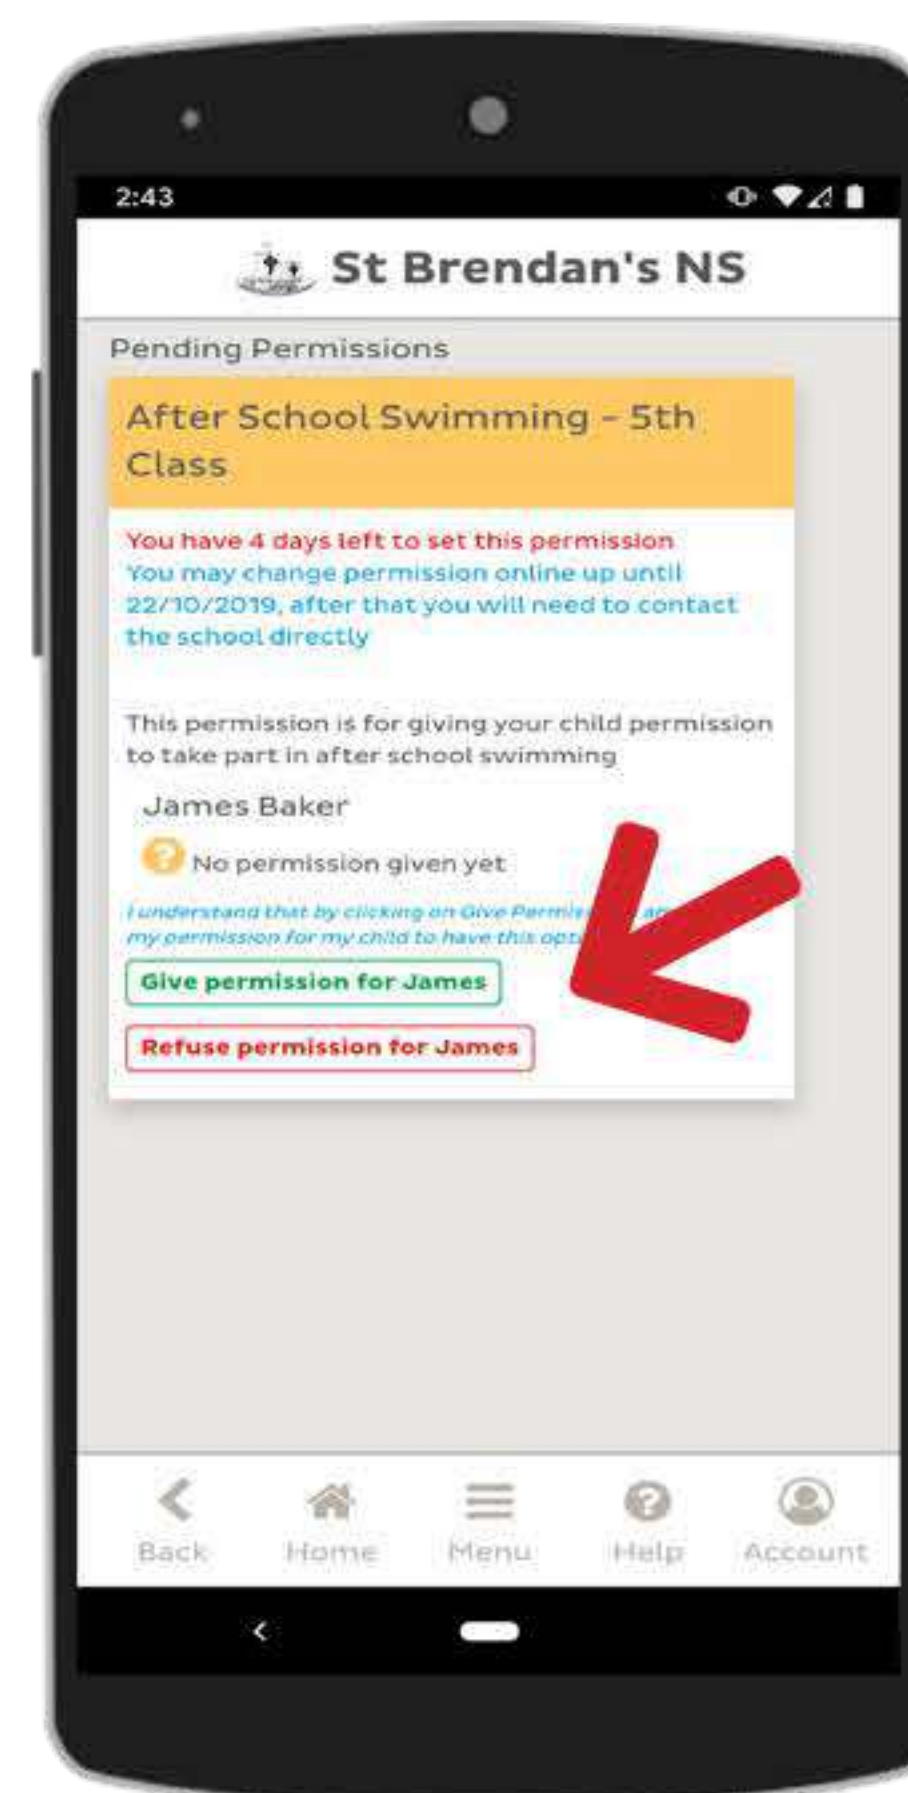 2:43
St Brendan's NS
Pending Permissions
After School Swimming - 5th
Class
You have 4 days left to set this permission
You may change permission online up until
22/10/2019, after that you will need to contact
the school directly
This permission is for giving your child permission
to take part in after school swimming
James Baker
? No permission given yet
I understand that by clicking on Give
my permission for my child to have this
Give permission for James
Refuse permission for James
Back Home Menu Help Account